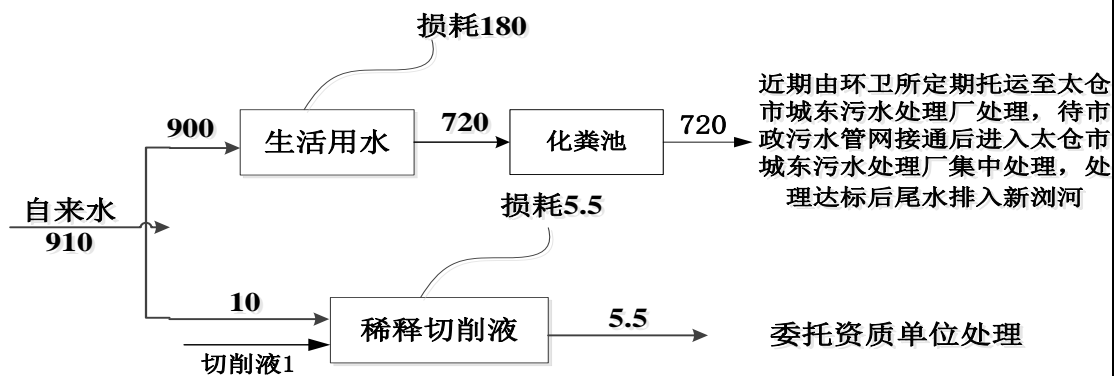 损耗180
近期由环卫所定期托运至太仓
市城东污水处理厂处理，待市
政污水管网接通后进入太仓市
城东污水处理厂集中处理，处
理达标后尾水排入新浏河
900
生活用水
720
化粪池
720
自来水
910
损耗5.5
10
稀释切削液
5.5
委托资质单位处理
切削液1